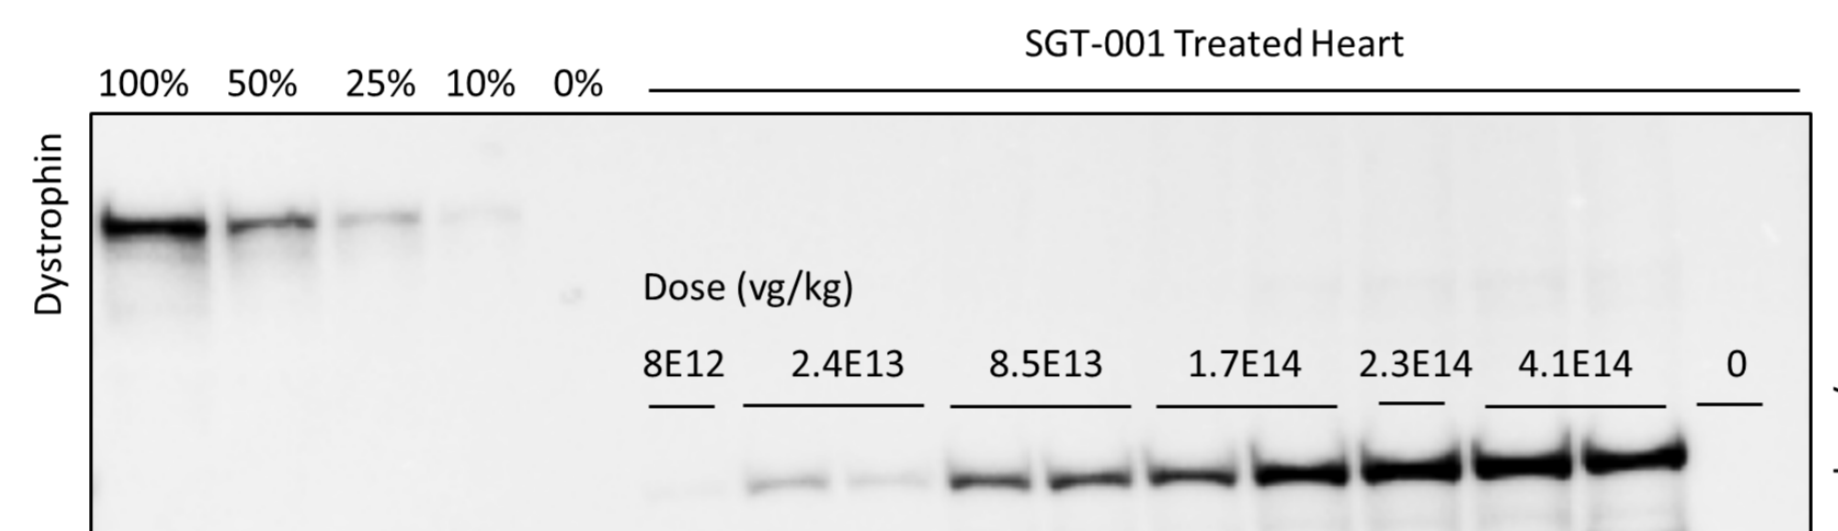 SGT-001 Treated Heart
100% 50% 25% 10% 0%
Dystrophin
Dose (vg/kg)
8E12 2.4E13 8.5E13 1.7E14 2.3E14 4.1E14 0